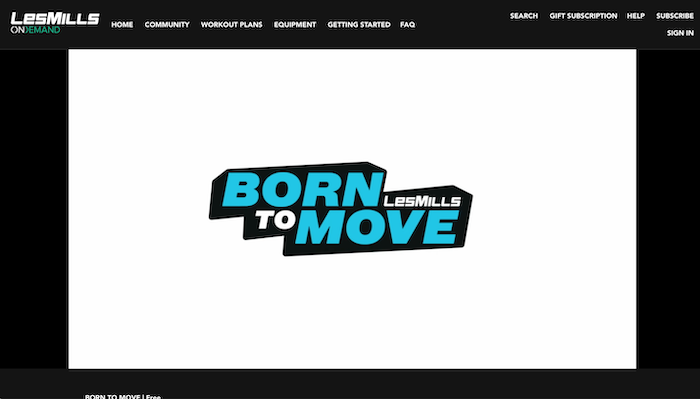 LesMills
ONDEMAND
HOME COMMUNITY WORKOUT PLANS EQUIPMENT GETTING STARTED FAQ
SEARCH GIFT SUBSCRIPTION HELP SUBSCRIBE
SIGN IN
BORN
LesMills
TO MOVE
BORN TO MOVE | Free